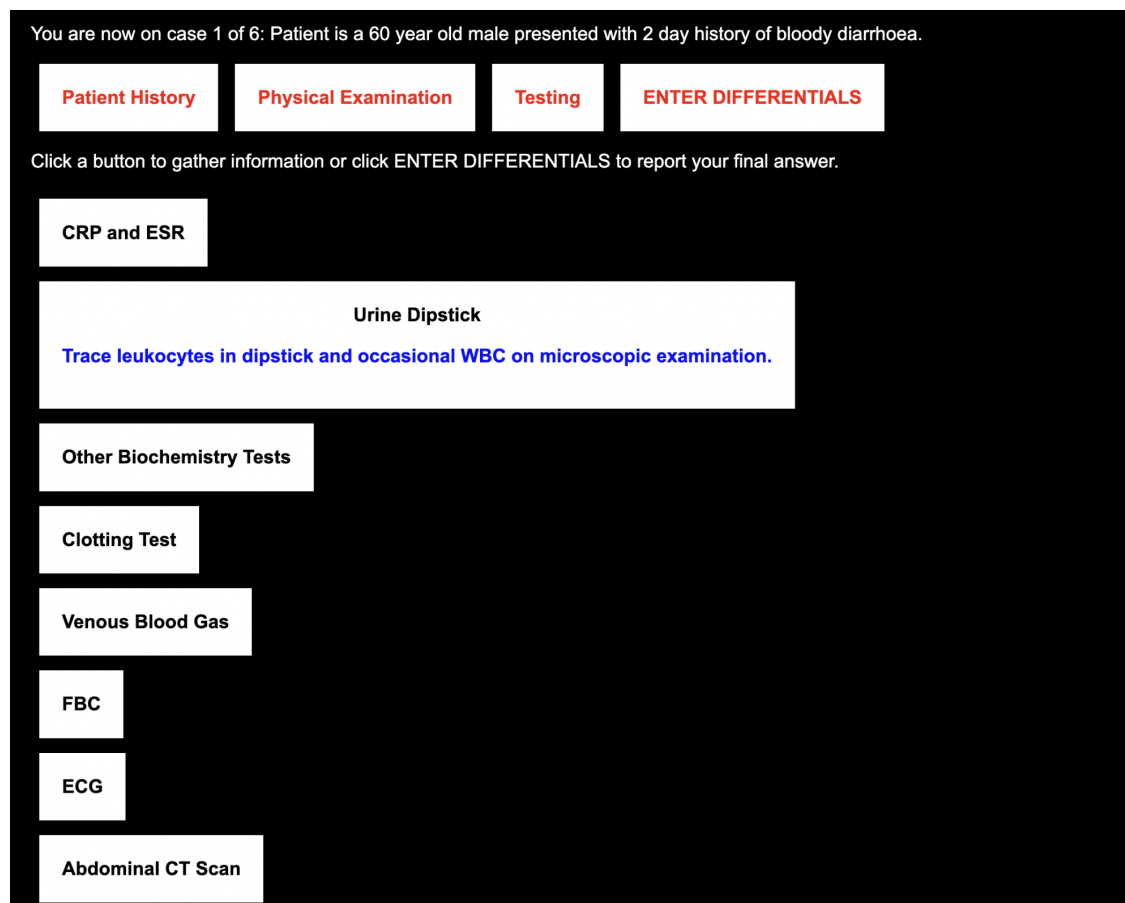 You are now on case 1 of 6: Patient is a 60 year old male presented with 2 day history of bloody diarrhoea.
Patient History Physical Examination Testing ENTER DIFFERENTIALS
Click a button to gather information or click ENTER DIFFERENTIALS to report your final answer.
CRP and ESR
Urine Dipstick
Trace leukocytes in dipstick and occasional WBC on microscopic examination.
Other Biochemistry Tests
Clotting Test
Venous Blood Gas
FBC
ECG
Abdominal CT Scan